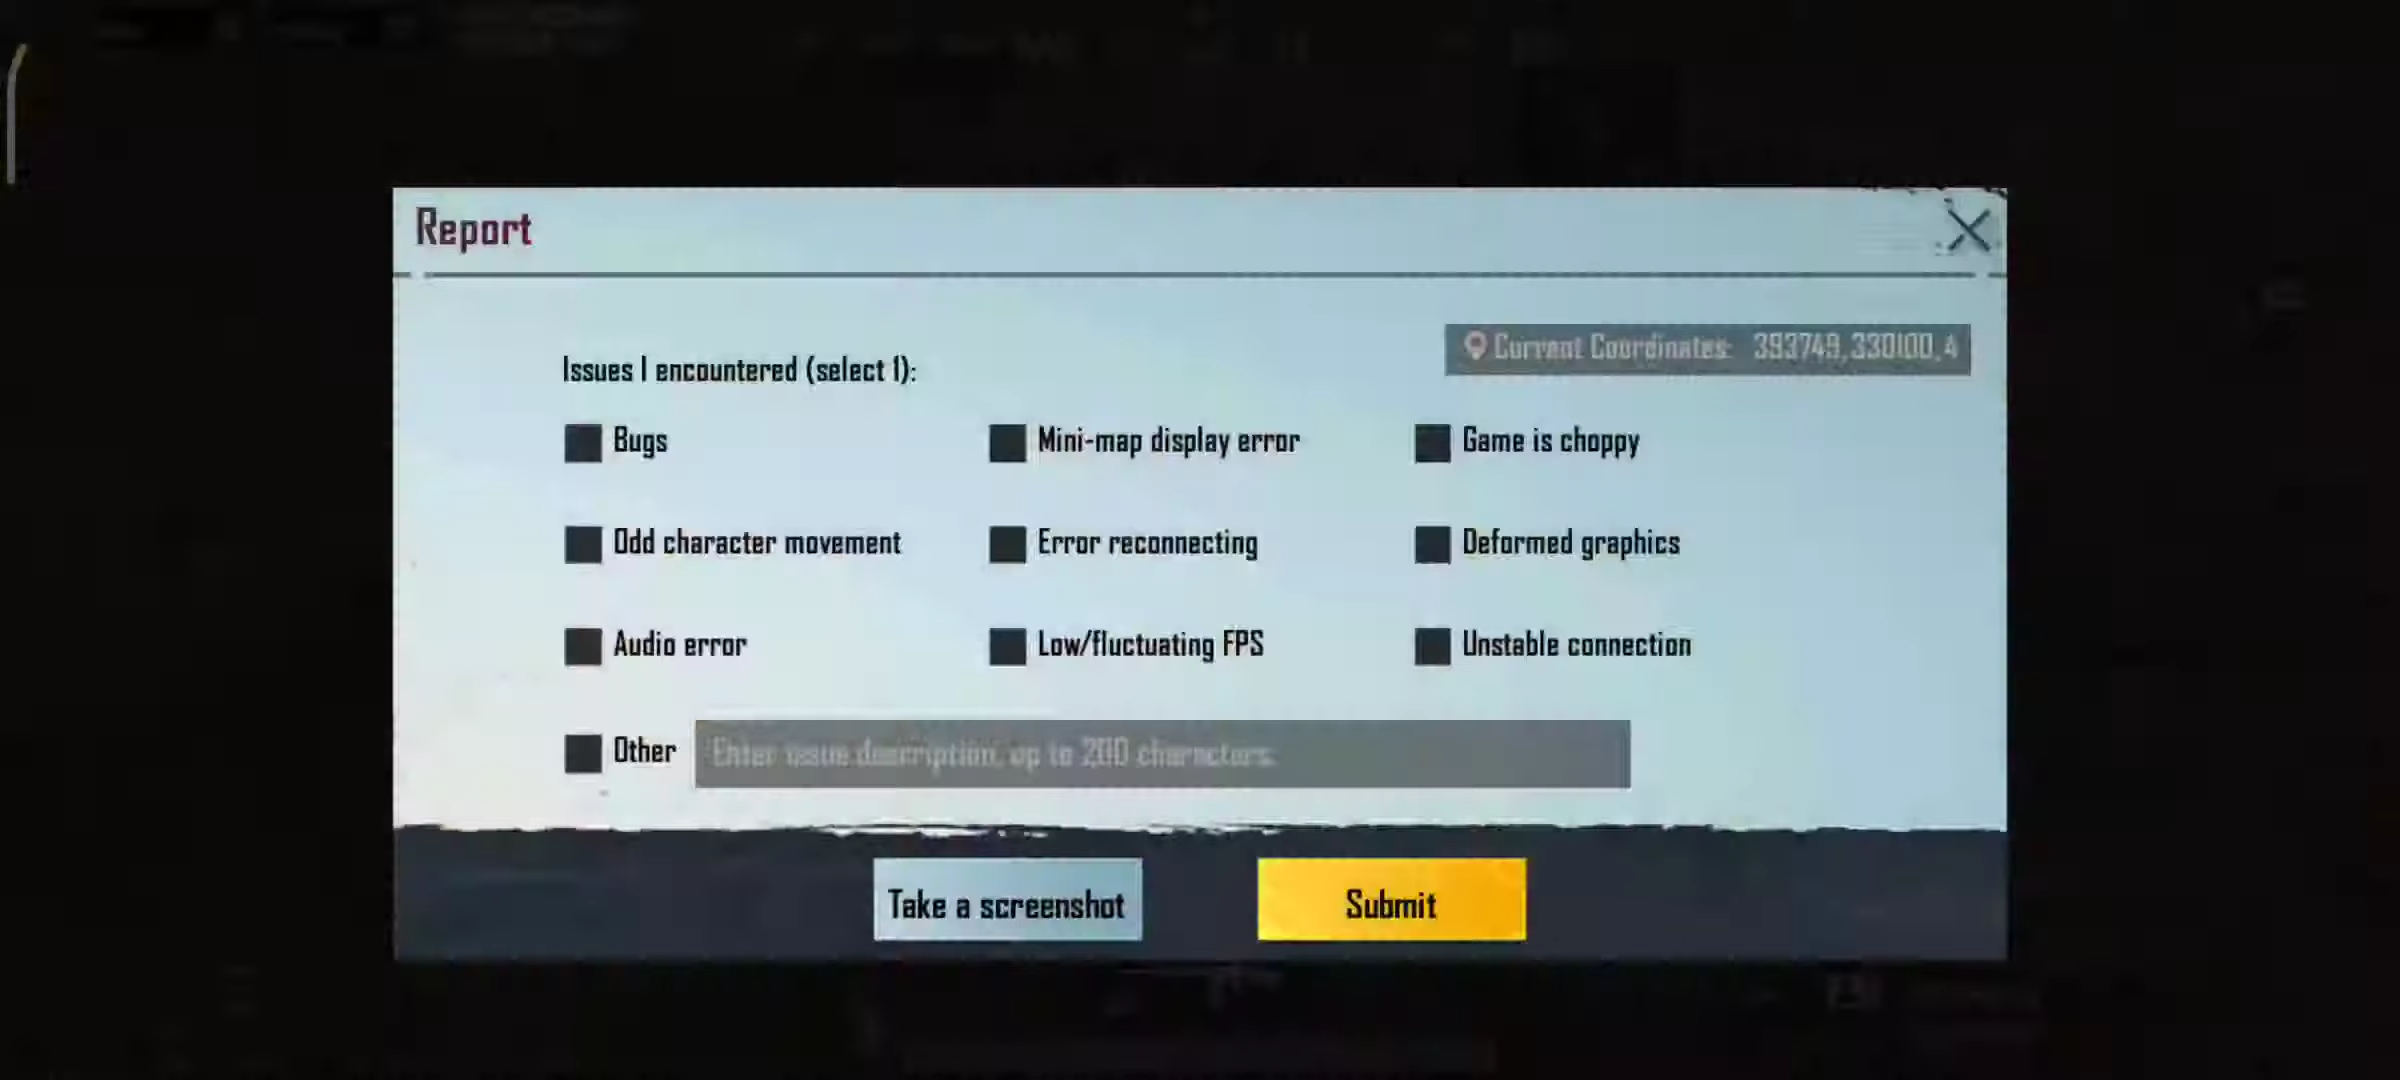 Report
Current Coordinates: 393749,330100,4
Issues I encountered (select 1):
Bugs
Mini-map display error
Game is choppy
Odd character movement
Error reconnecting
Deformed graphics
Audio error
Low/fluctuating FPS
Unstable connection
Other
Enter issue description, up to 200 characters.
Take a screenshot
Submit